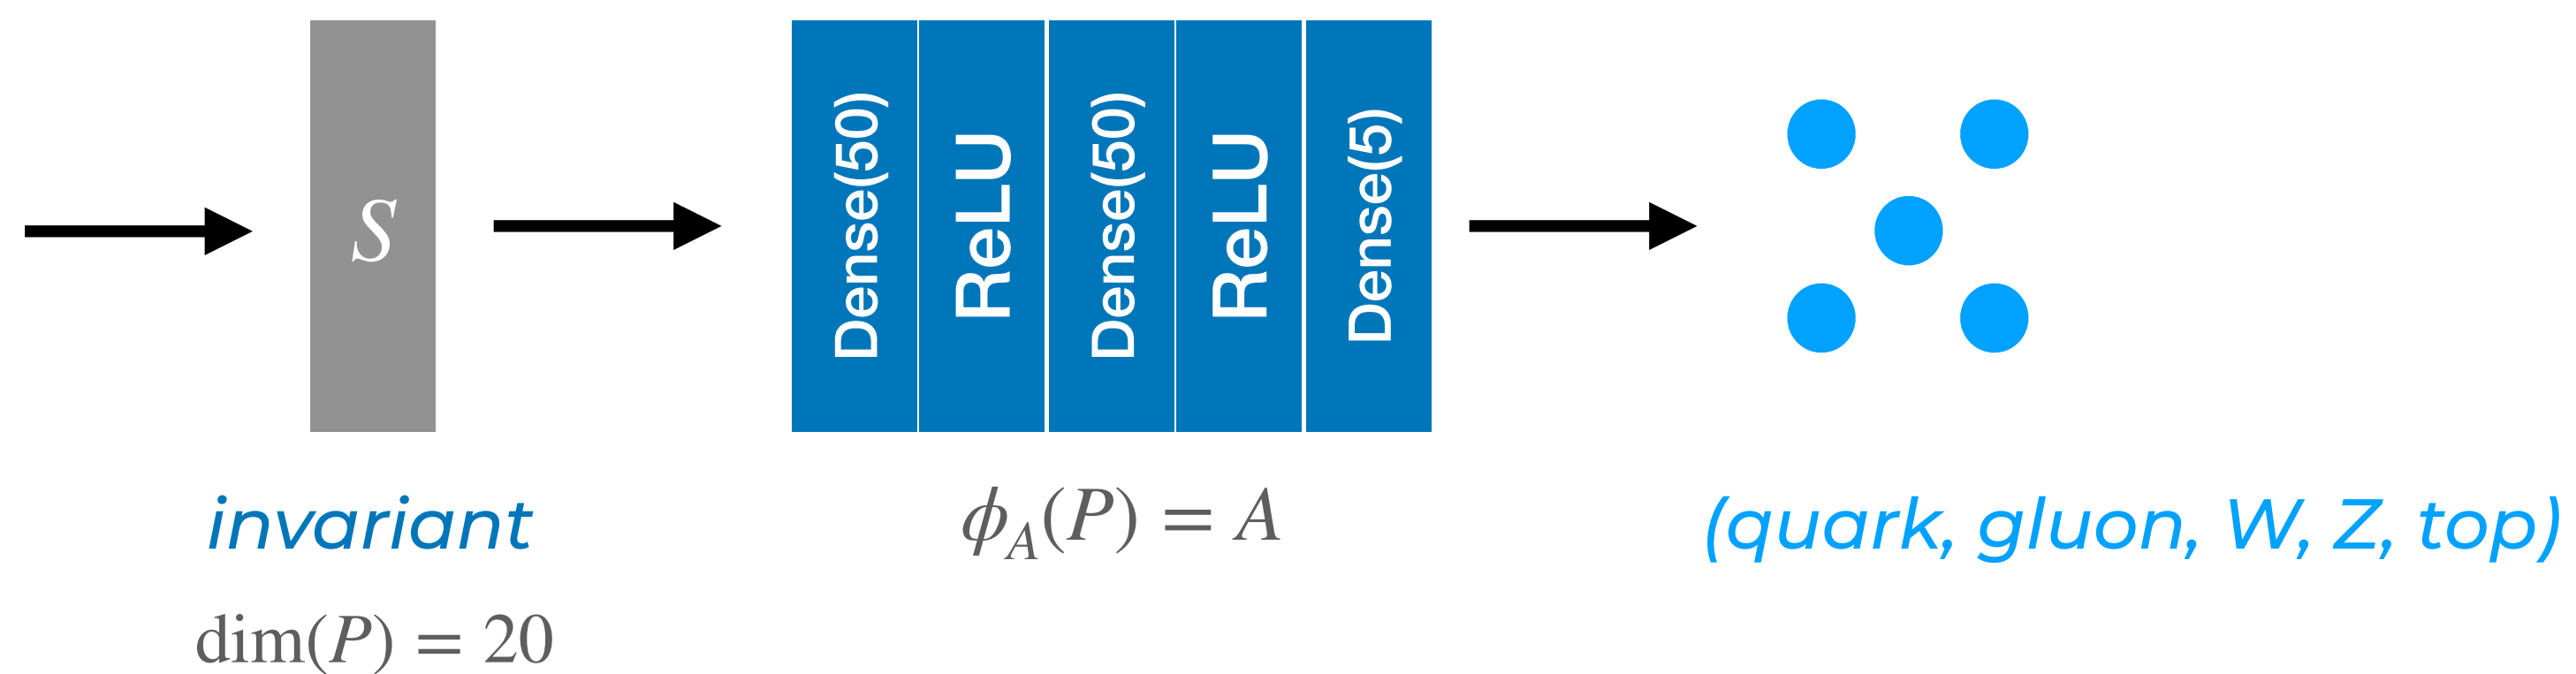 S
Dense(50)
ReLU
Dense(50)
ReLU
Dense(5)
invariant
ϕ_A(P) = A
(quark, gluon, W, Z, top)
dim(P) = 20